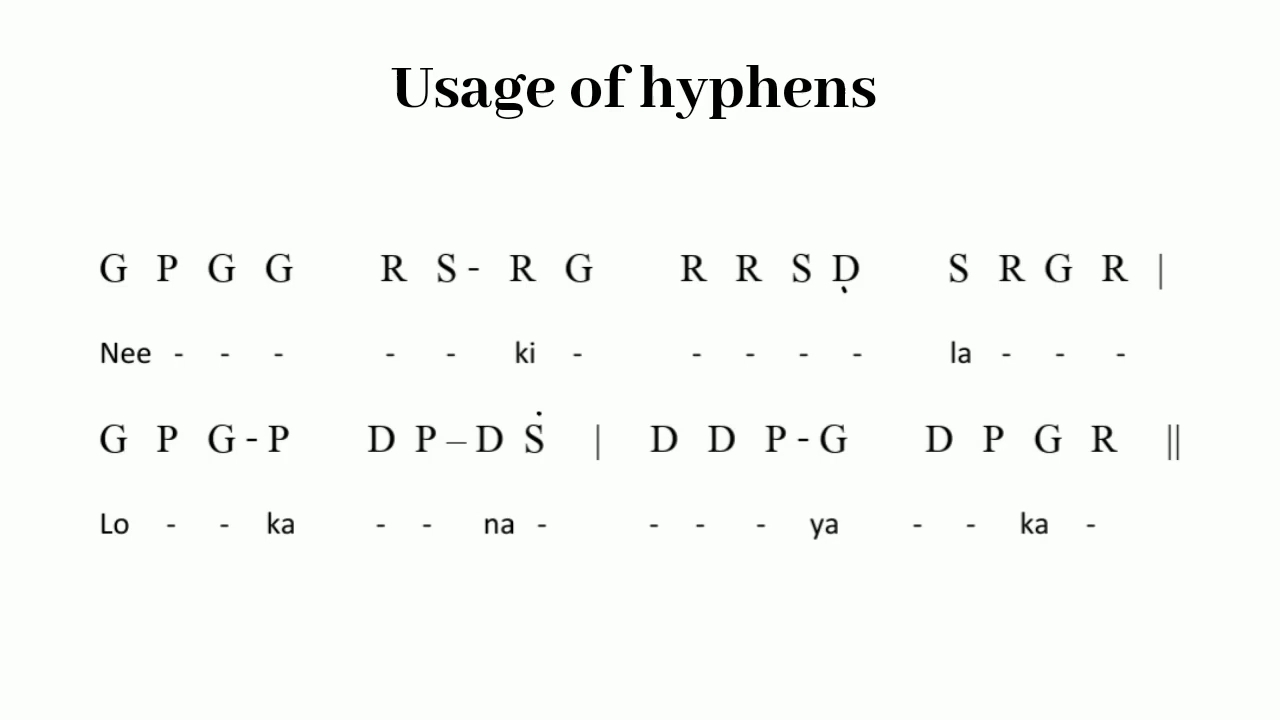 Usage of hyphens
G P G G R S - R G R R S Ḍ S R G R |
Nee - - - - - ki - - - - - la - - -
G P G - P D P – D Ṡ | D D P - G D P G R ||
Lo - - ka - - na - - - - ya - - ka -